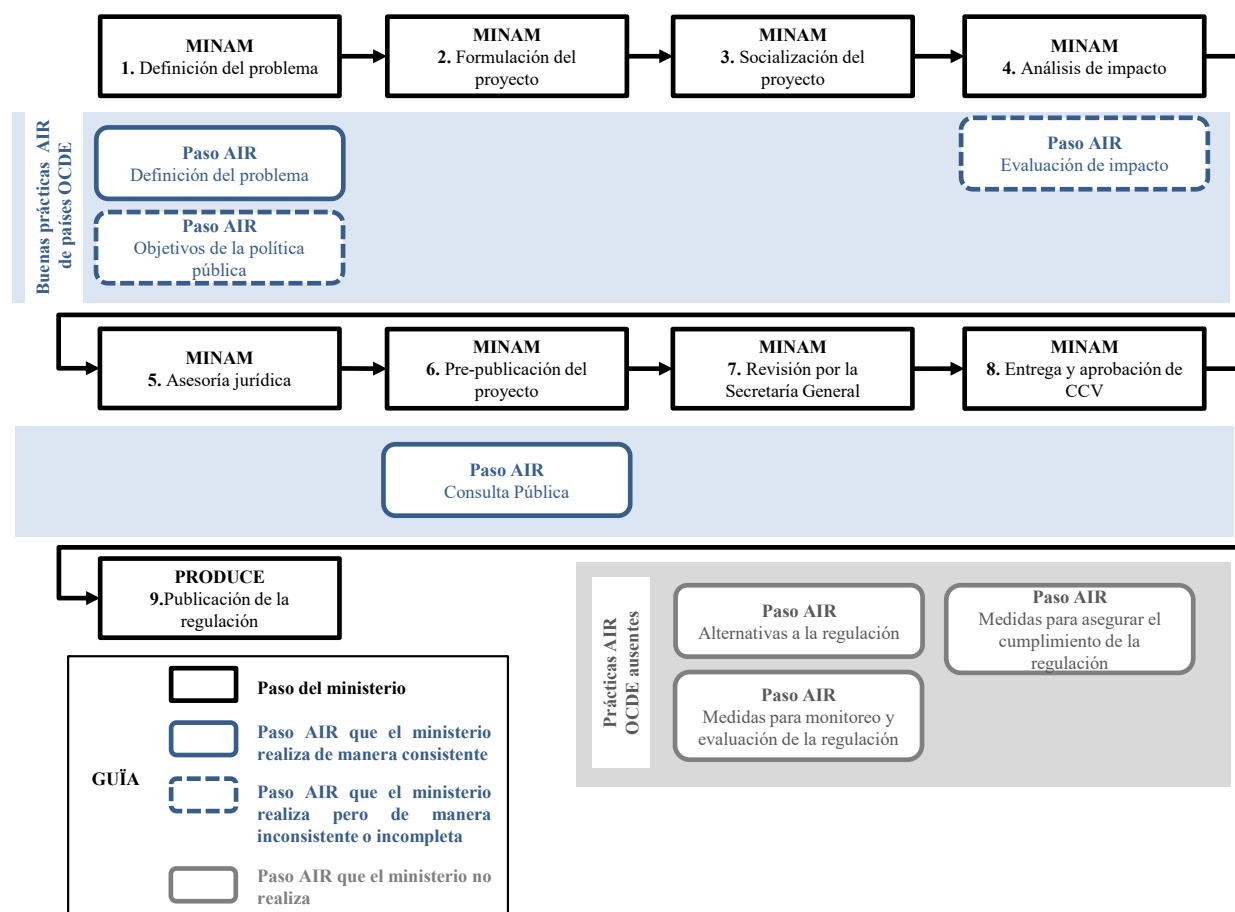 MINAM
1. Definición del problema
MINAM
2. Formulación del
proyecto
MINAM
3. Socialización del
proyecto
MINAM
4. Análisis de impacto
Buenas prácticas AIR
de países OCDE
Paso AIR
Definición del problema
Paso AIR
Objetivos de la política
pública
Paso AIR
Evaluación de impacto
MINAM
5. Asesoría jurídica
MINAM
6. Pre-publicación del
proyecto
MINAM
7. Revisión por la
Secretaría General
MINAM
8. Entrega y aprobación de
CCV
Paso AIR
Consulta Pública
PRODUCE
9.Publicación de la
regulación
Prácticas AIR
OCDE ausentes
Paso AIR
Alternativas a la regulación
Paso AIR
Medidas para asegurar el
cumplimiento de la
regulación
Paso AIR
Medidas para monitoreo y
evaluación de la regulación
GUÏA
Paso del ministerio
Paso AIR que el ministerio
realiza de manera consistente
Paso AIR que el ministerio
realiza pero de manera
inconsistente o incompleta
Paso AIR que el ministerio no
realiza